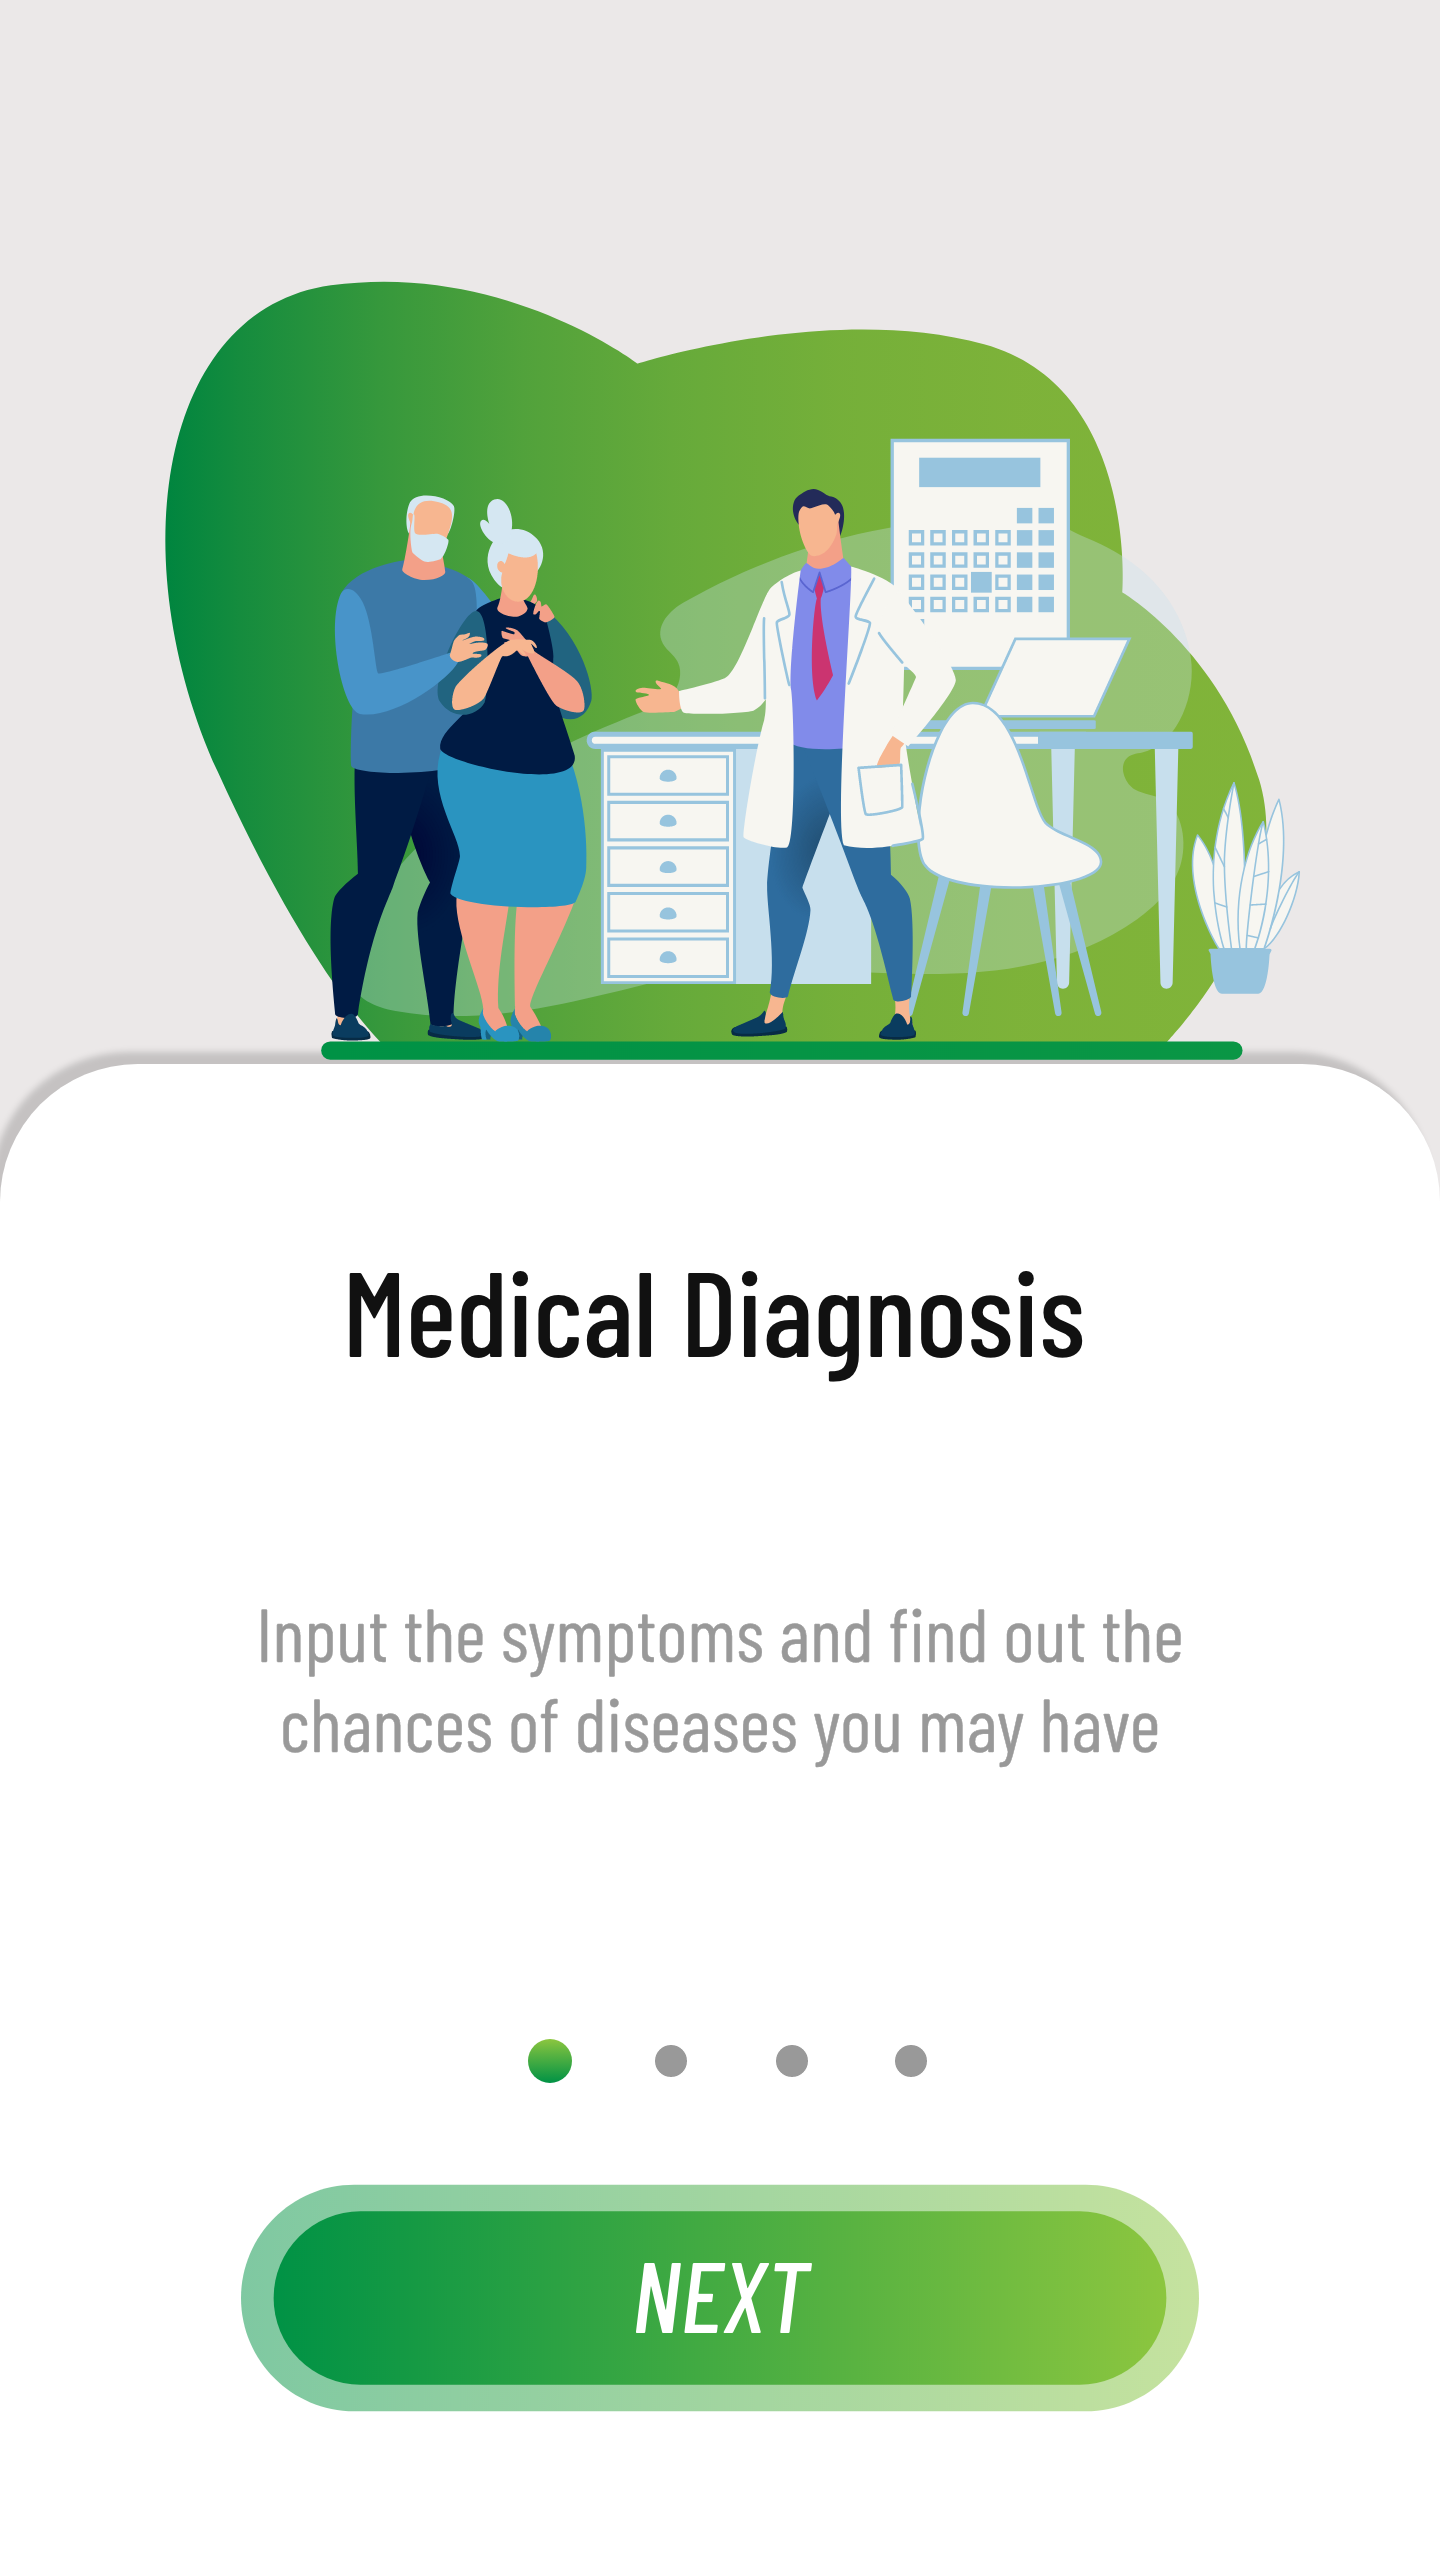 Medical Diagnosis
Input the symptoms and find out the
chances of diseases you may have
NEXT